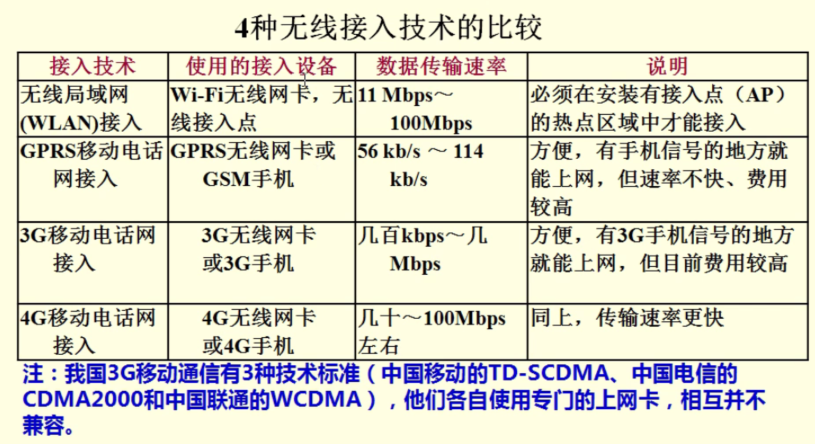 4种无线接入技术的比较
接入技术 使用的接入设备 数据传输速率 说明
无线局域网 Wi-Fi无线网卡，无 11 Mbps～ 必须在安装有接入点（AP）
(WLAN)接入 线接入点 100Mbps 的热点区域中才能接入
GPRS移动电话 GPRS无线网卡或 56 kb/s ～ 114 方便，有手机信号的地方就
网接入 GSM手机 kb/s 能上网，但速率不快、费用
较高
3G移动电话网 3G无线网卡 几百kbps～几 方便，有3G手机信号的地方
接入 或3G手机 Mbps 就能上网，但目前费用较高
4G移动电话网 4G无线网卡 几十～100Mbps 同上，传输速率更快
接入 或4G手机 左右
注：我国3G移动通信有3种技术标准（中国移动的TD-SCDMA、中国电信的
CDMA2000和中国联通的WCDMA），他们各自使用专门的上网卡，相互并不
兼容。